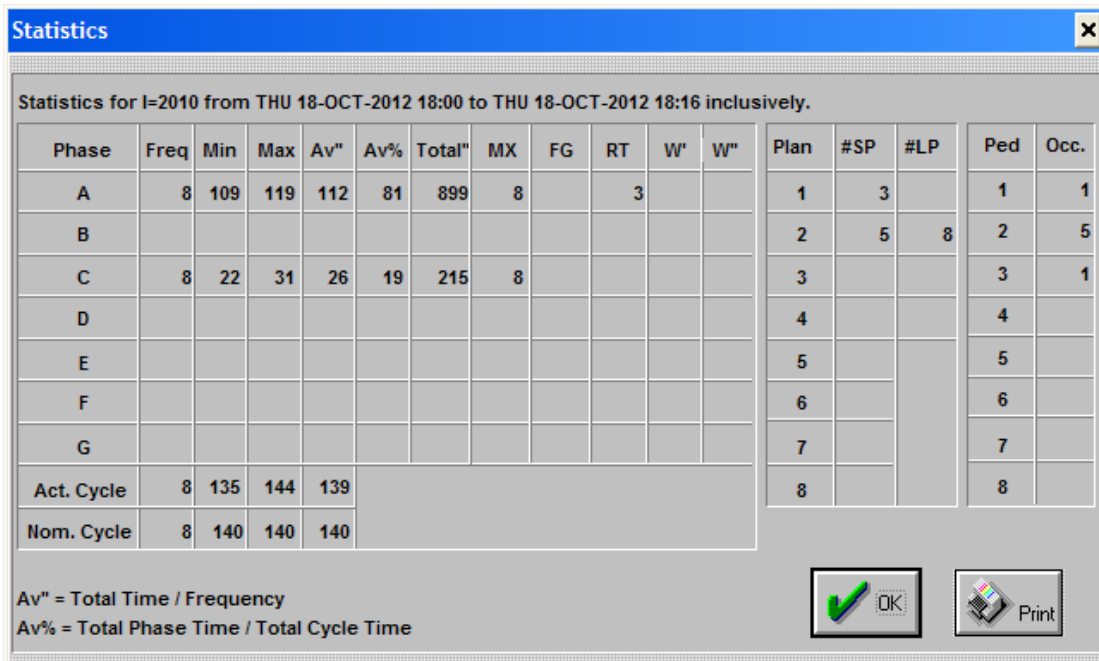 Statistics
Statistics for I=2010 from THU 18-OCT-2012 18:00 to THU 18-OCT-2012 18:16 inclusively.
Phase Freq Min Max Av" Av% Total" MX FG RT W' W" Plan #SP #LP Ped Occ.
A 8 109 119 112 81 899 8 3 1 3 1 1
B 2 5 8 2 5
C 8 22 31 26 19 215 8 3 3 1
D 4 4
E 5 5
F 6 6
G 7 7
Act. Cycle 8 135 144 139 8 8
Nom. Cycle 8 140 140 140
Av" = Total Time / Frequency
Av% = Total Phase Time / Total Cycle Time
OK
Print